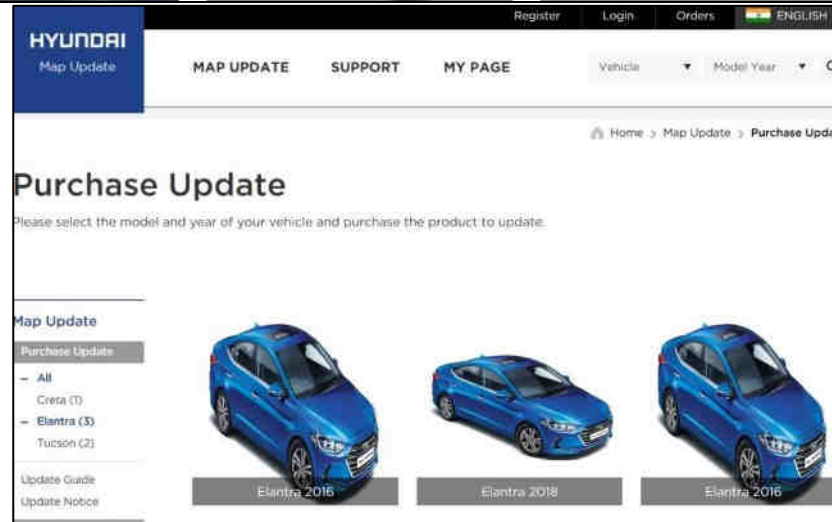 Register Login Orders ENGLISH
HYUNDAI
Map Update
MAP UPDATE SUPPORT MY PAGE
Vehicle Model Year
Home > Map Update > Purchase Upda
Purchase Update
Please select the model and year of your vehicle and purchase the product to update.
Map Update
Purchase Update
– All
Creta (1)
– Elantra (3)
Tucson (2)
Update Guide
Update Notice
Elantra 2016 Elantra 2018 Elantra 2016